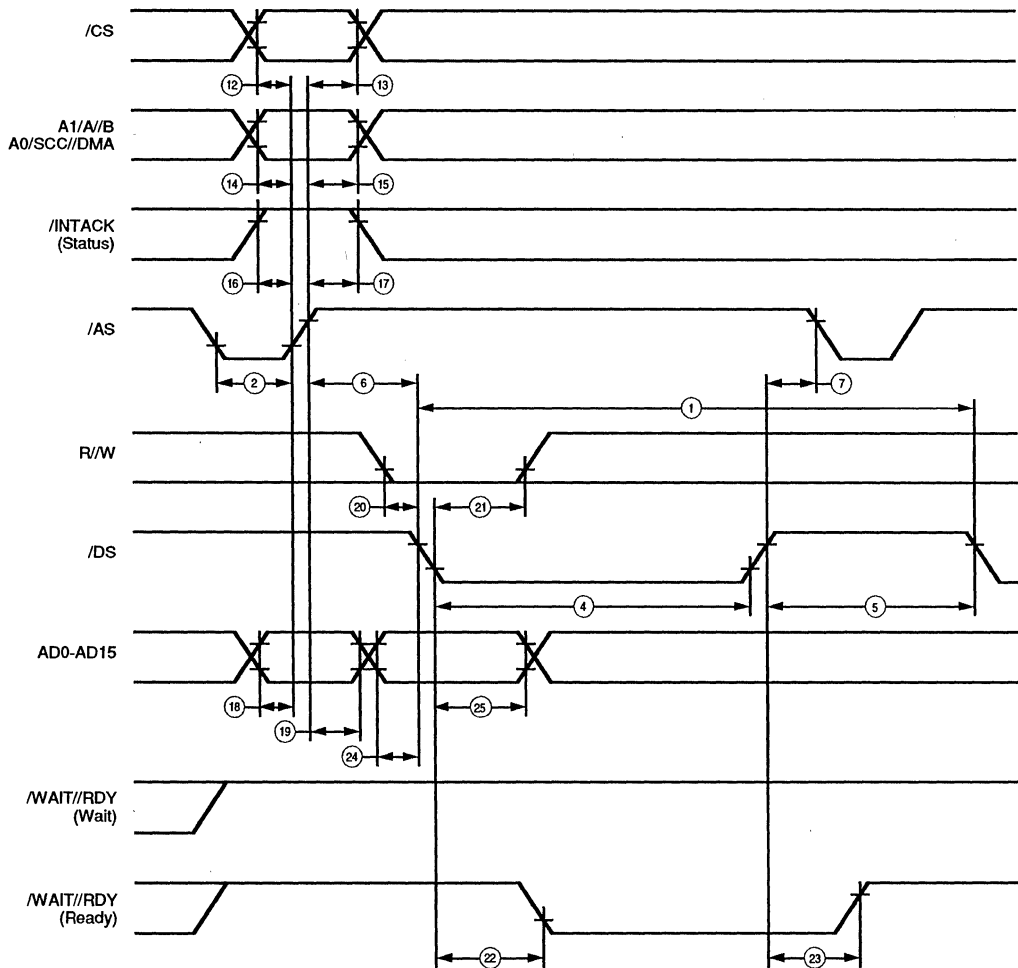 /CS
12
13
A1/A//B
A0/SCC//DMA
14
15
/INTACK
(Status)
16
17
/AS
2
6
7
1
R//W
20
21
/DS
4
5
AD0-AD15
18
25
19
24
/WAIT//RDY
(Wait)
/WAIT//RDY
(Ready)
22
23